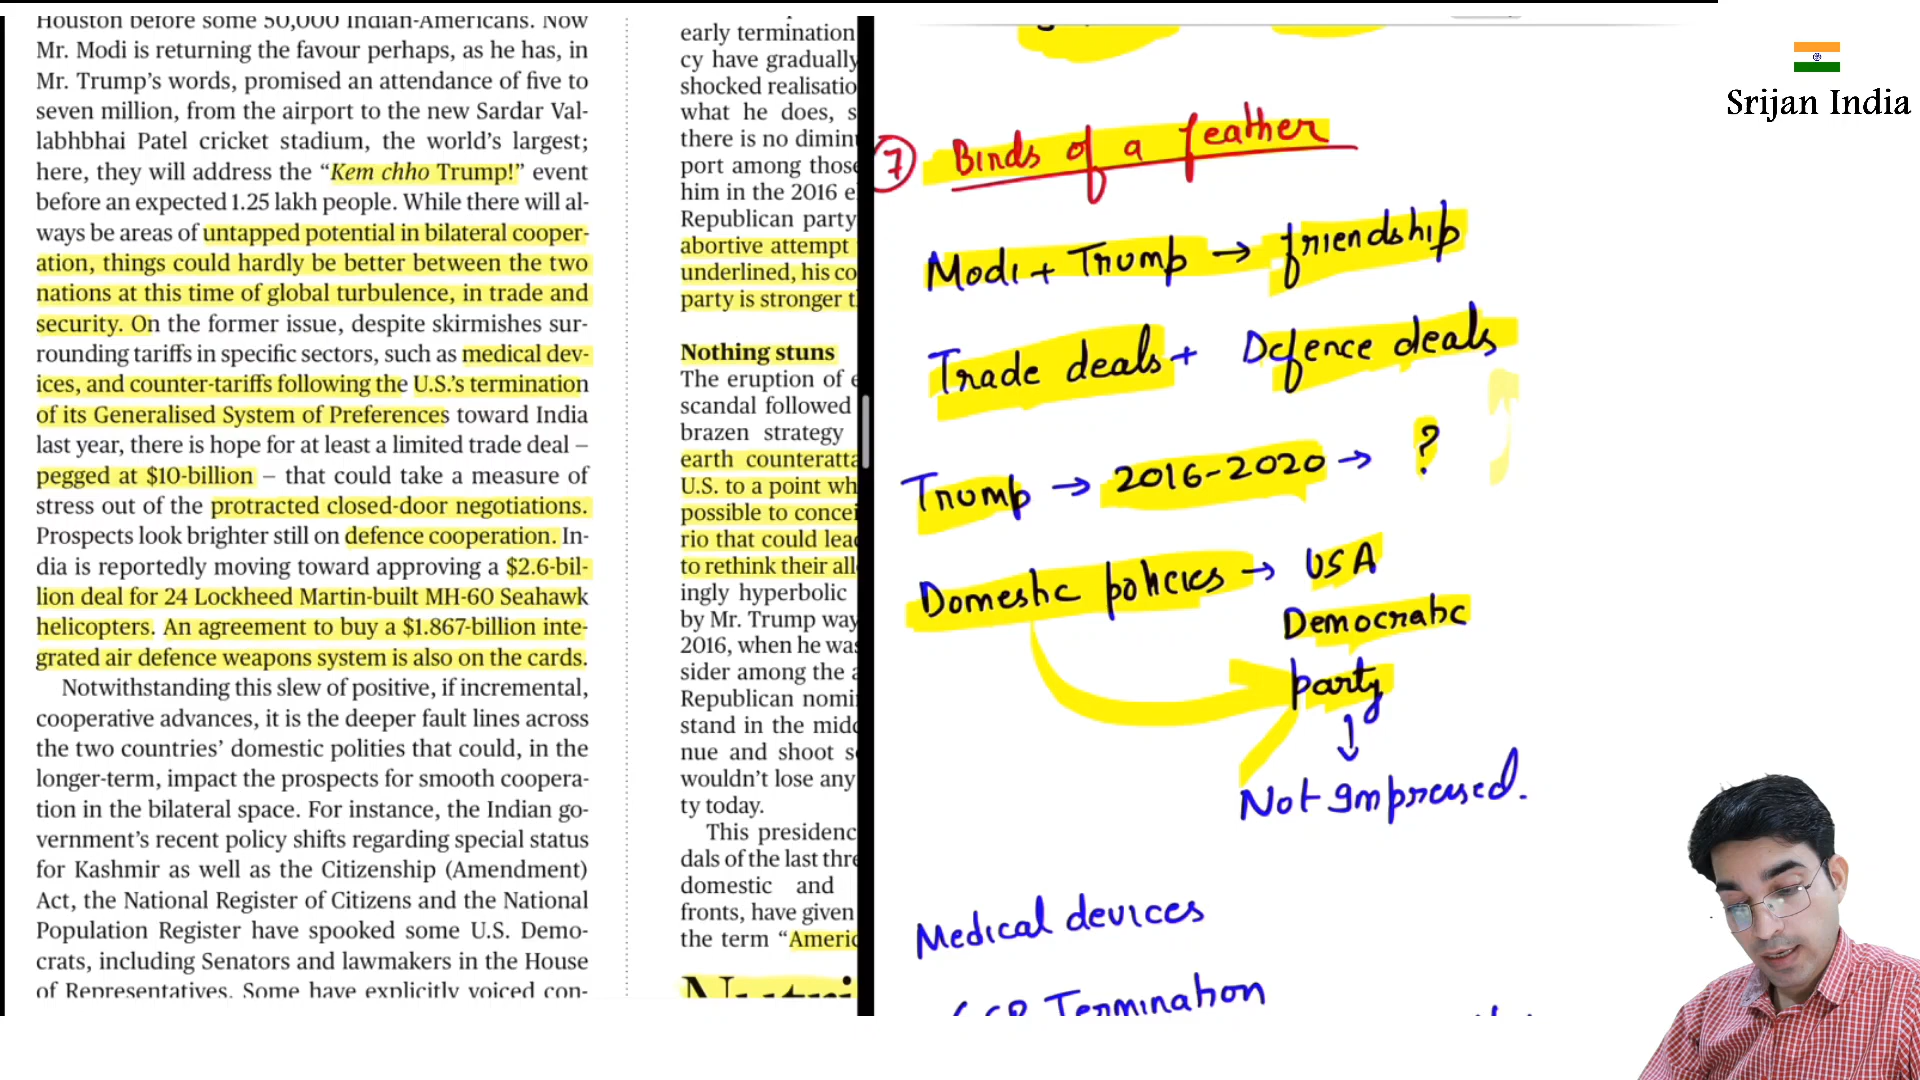 Houston before some 50,000 Indian-Americans. Now
Mr. Modi is returning the favour perhaps, as he has, in
Mr. Trump's words, promised an attendance of five to
seven million, from the airport to the new Sardar Val-
labhbhai Patel cricket stadium, the world's largest;
here, they will address the “Kem chho Trump!” event
before an expected 1.25 lakh people. While there will al-
ways be areas of untapped potential in bilateral cooper-
ation, things could hardly be better between the two
nations at this time of global turbulence, in trade and
security. On the former issue, despite skirmishes sur-
rounding tariffs in specific sectors, such as medical dev-
ices, and counter-tariffs following the U.S.'s termination
of its Generalised System of Preferences toward India
last year, there is hope for at least a limited trade deal –
pegged at $10-billion – that could take a measure of
stress out of the protracted closed-door negotiations.
Prospects look brighter still on defence cooperation. In-
dia is reportedly moving toward approving a $2.6-bil-
lion deal for 24 Lockheed Martin-built MH-60 Seahawk
helicopters. An agreement to buy a $1.867-billion inte-
grated air defence weapons system is also on the cards.
Notwithstanding this slew of positive, if incremental,
cooperative advances, it is the deeper fault lines across
the two countries' domestic polities that could, in the
longer-term, impact the prospects for smooth coopera-
tion in the bilateral space. For instance, the Indian go-
vernment's recent policy shifts regarding special status
for Kashmir as well as the Citizenship (Amendment)
Act, the National Register of Citizens and the National
Population Register have spooked some U.S. Demo-
crats, including Senators and lawmakers in the House
of Representatives. Some have explicitly voiced con-
early termination
cy have gradually
shocked realisatio
what he does, s
there is no dimin
port among those
him in the 2016 e
Republican party
abortive attempt
underlined, his co
party is stronger t
Nothing stuns
The eruption of e
scandal followed
brazen strategy
earth counteratta
U.S. to a point wh
possible to concei
rio that could lead
to rethink their all
ingly hyperbolic
by Mr. Trump way
2016, when he was
sider among the a
Republican nomi
stand in the midd
nue and shoot s
wouldn't lose any
ty today.
This presidenc
dals of the last thre
domestic and
fronts, have given
the term “Americ
Nutri
7 Birds of a feather
Modi + Trump → friendship
Trade deals + Defence deals
Trump → 2016-2020 → ?
Domestic policies → USA
Democratic
party
↓
Not impressed.
Medical devices
GSP Termination
Srijan India